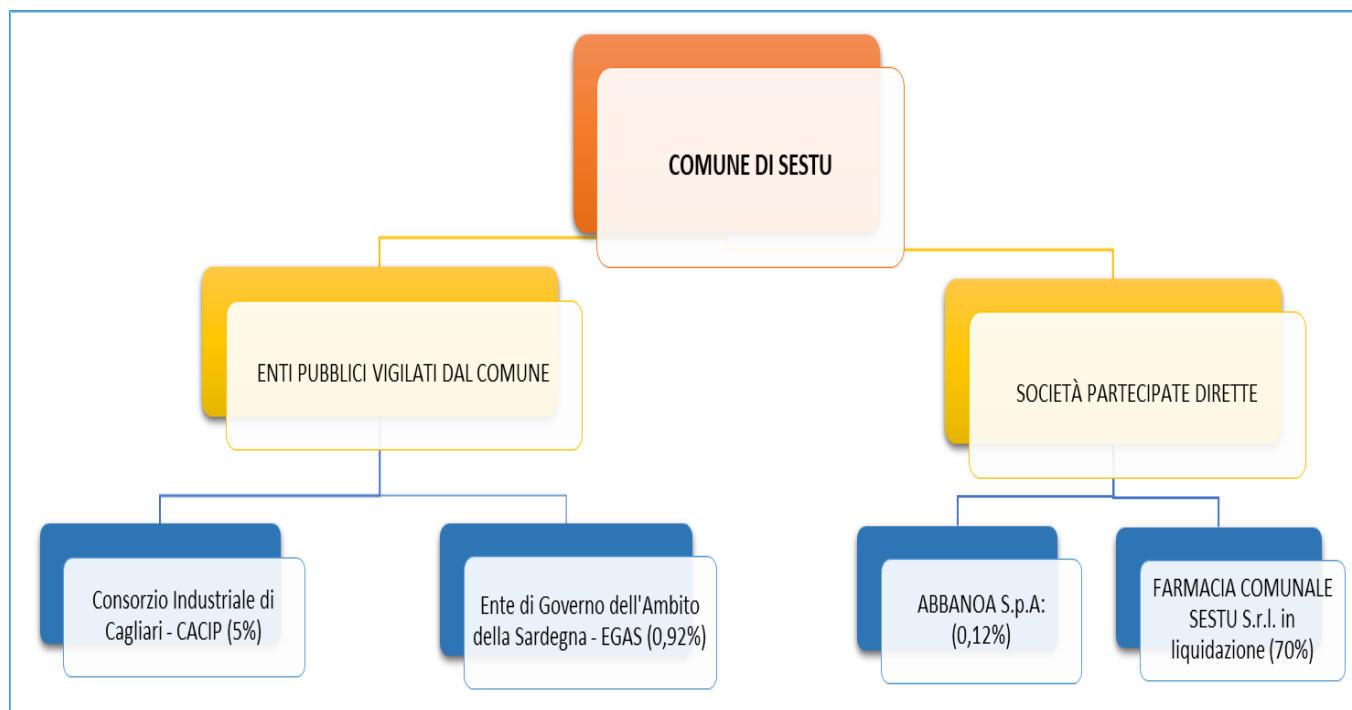 COMUNE DI SESTU
ENTI PUBBLICI VIGILATI DAL COMUNE
SOCIETÀ PARTECIPATE DIRETTE
Consorzio Industriale di
Cagliari - CACIP (5%)
Ente di Governo dell'Ambito
della Sardegna - EGAS (0,92%)
ABBANOA S.p.A:
(0,12%)
FARMACIA COMUNALE
SESTU S.r.l. in
liquidazione (70%)